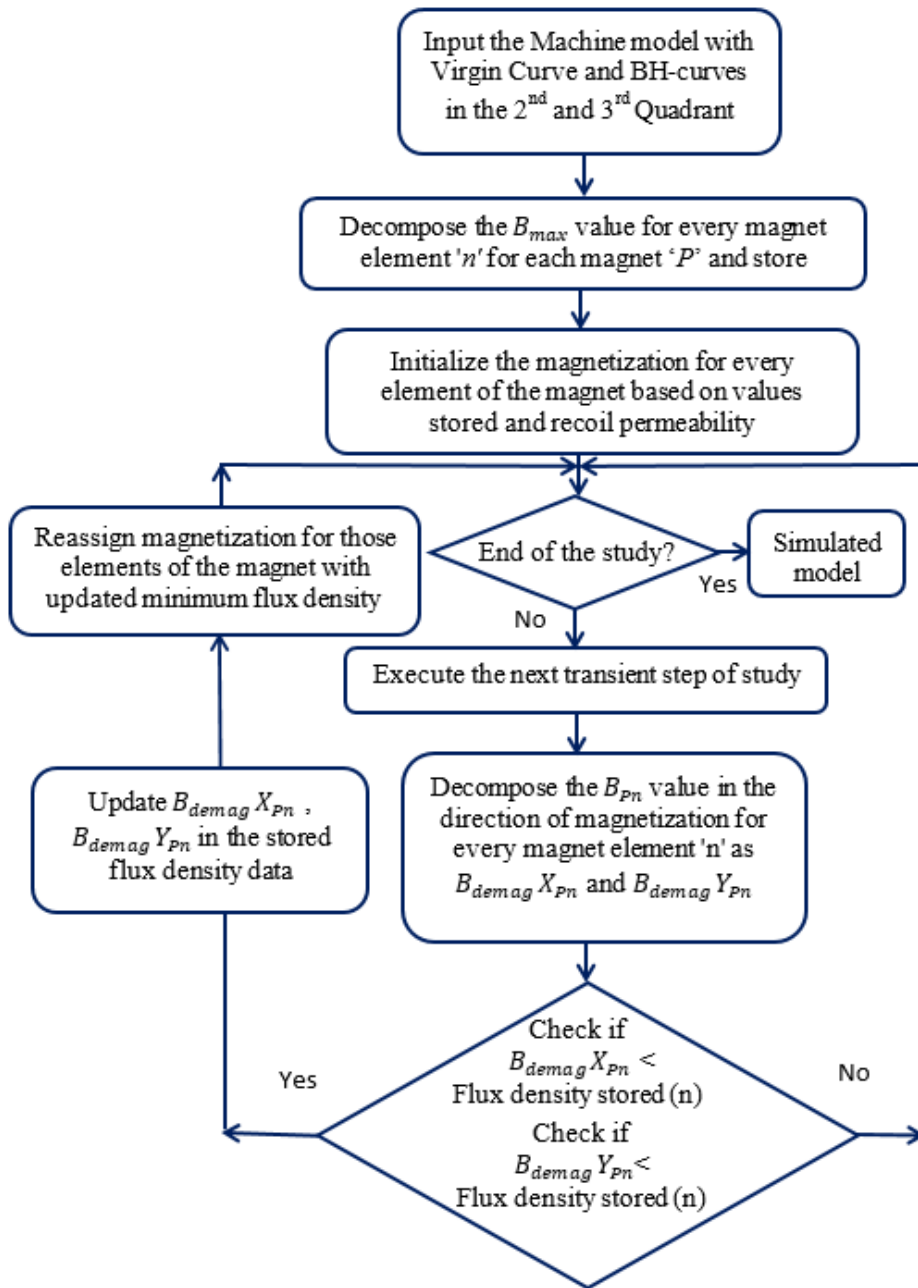 Input the Machine model with
Virgin Curve and BH-curves
in the 2nd and 3rd Quadrant
Decompose the Bmax value for every magnet
element 'n' for each magnet ‘P’ and store
Initialize the magnetization for every
element of the magnet based on values
stored and recoil permeability
End of the study?
Yes
Simulated
model
No
Execute the next transient step of study
Decompose the BPn value in the
direction of magnetization for
every magnet element 'n' as
Bdemag XPn and Bdemag YPn
Check if
Bdemag XPn <
Flux density stored (n)
Check if
Bdemag YPn<
Flux density stored (n)
No
Yes
Update Bdemag XPn ,
Bdemag YPn in the stored
flux density data
Reassign magnetization for those
elements of the magnet with
updated minimum flux density